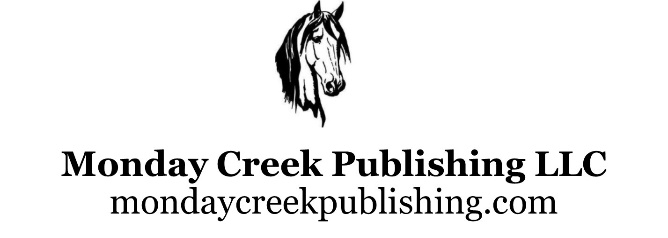 Monday Creek Publishing LLC
mondaycreekpublishing.com